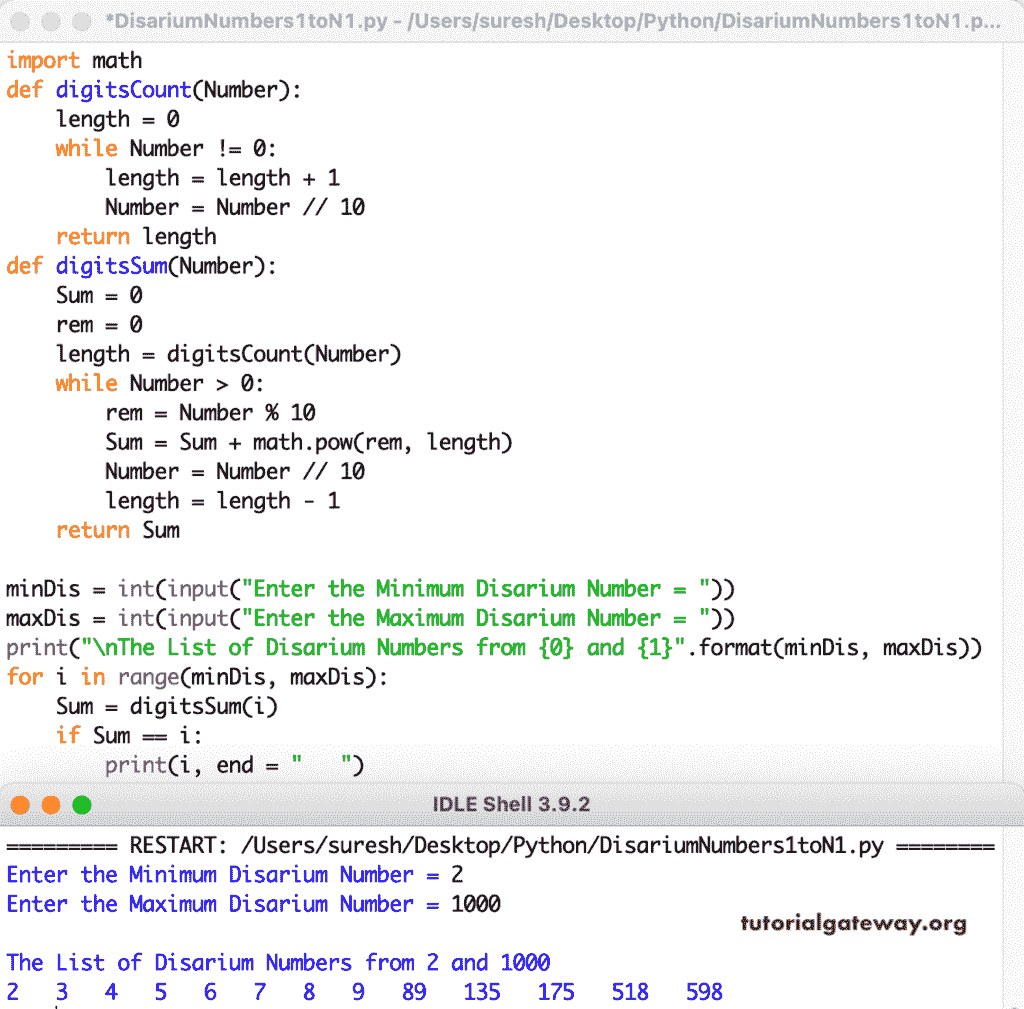 *DisariumNumbers1toN1.py - /Users/suresh/Desktop/Python/DisariumNumbers1toN1.p...
import math
def digitsCount(Number):
    length = 0
    while Number != 0:
        length = length + 1
        Number = Number // 10
    return length
def digitsSum(Number):
    Sum = 0
    rem = 0
    length = digitsCount(Number)
    while Number > 0:
        rem = Number % 10
        Sum = Sum + math.pow(rem, length)
        Number = Number // 10
        length = length - 1
    return Sum

minDis = int(input("Enter the Minimum Disarium Number = "))
maxDis = int(input("Enter the Maximum Disarium Number = "))
print("\nThe List of Disarium Numbers from {0} and {1}".format(minDis, maxDis))
for i in range(minDis, maxDis):
    Sum = digitsSum(i)
    if Sum == i:
        print(i, end = "   ")
IDLE Shell 3.9.2
========= RESTART: /Users/suresh/Desktop/Python/DisariumNumbers1toN1.py ========
Enter the Minimum Disarium Number = 2
Enter the Maximum Disarium Number = 1000
tutorialgateway.org
The List of Disarium Numbers from 2 and 1000
2   3   4   5   6   7   8   9   89   135   175   518   598